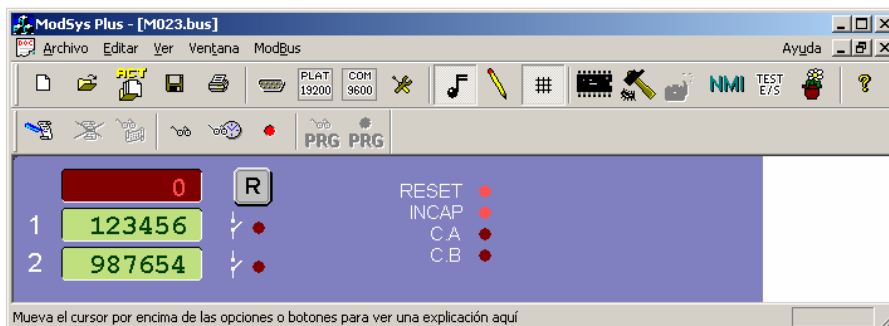 ModSys Plus - [M023.bus]
Archivo Editar Ver Ventana ModBus Ayuda
DOC
ACT PLAT 19200 COM 9600 NMI TEST E/S ?
PRG PRG
0 R RESET
INCAP
1 123456 C.A
2 987654 C.B
Mueva el cursor por encima de las opciones o botones para ver una explicación aquí